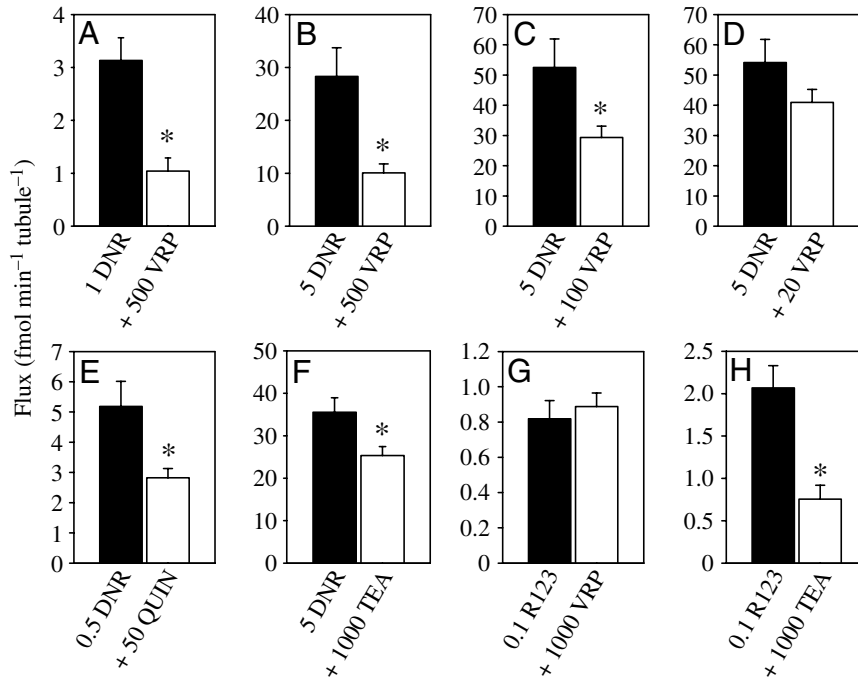 Flux (fmol min⁻¹ tubule⁻¹)
A
4
3
2
1
0
*
1 DNR
+ 500 VRP
B
40
30
20
10
0
*
5 DNR
+ 500 VRP
C
70
60
50
40
30
20
10
0
*
5 DNR
+ 100 VRP
D
70
60
50
40
30
20
10
0
5 DNR
+ 20 VRP
E
7
6
5
4
3
2
1
0
*
0.5 DNR
+ 50 QUIN
F
50
40
30
20
10
0
*
5 DNR
+ 1000 TEA
G
1.2
1.0
0.8
0.6
0.4
0.2
0
0.1 R123
+ 1000 VRP
H
2.5
2.0
1.5
1.0
0.5
0.0
*
0.1 R123
+ 1000 TEA